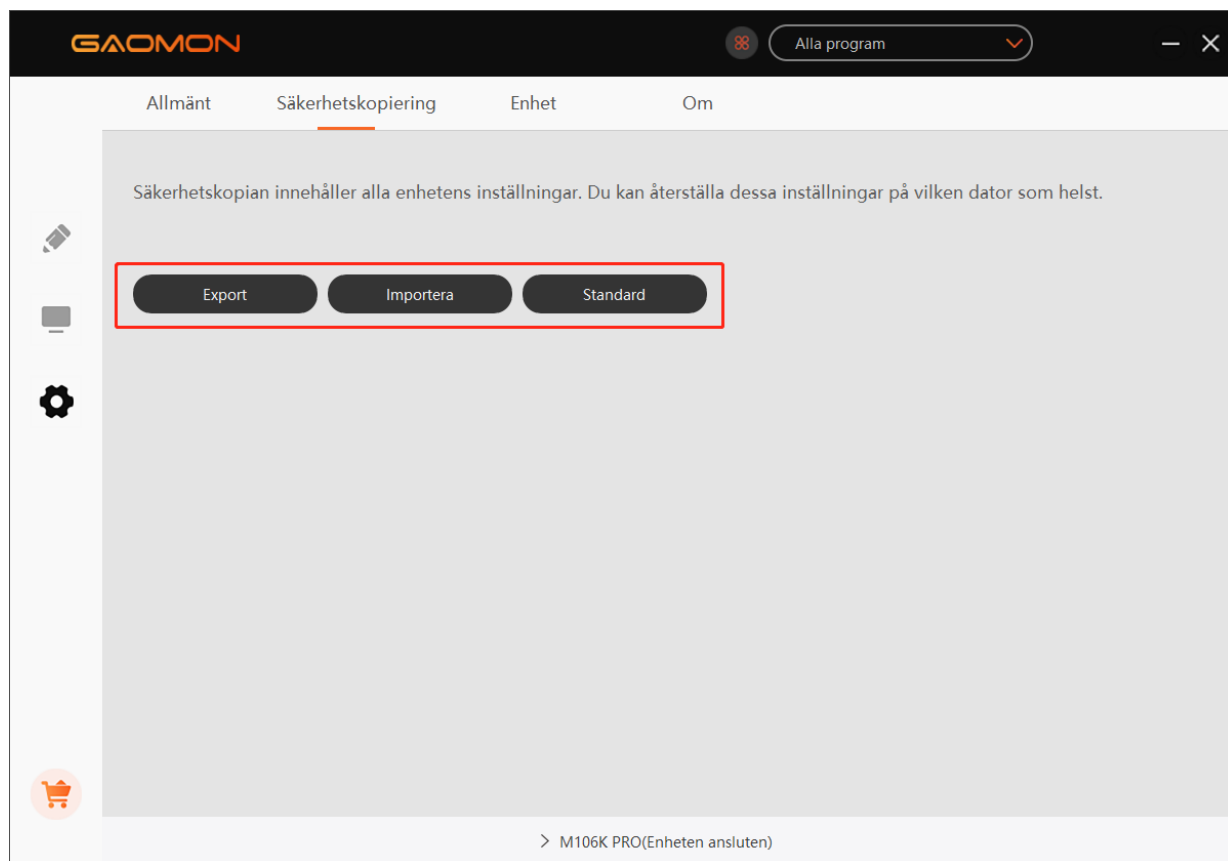 GAOMON
Alla program
Allmänt Säkerhetskopiering Enhet Om
Säkerhetskopian innehåller alla enhetens inställningar. Du kan återställa dessa inställningar på vilken dator som helst.
Export Importera Standard
M106K PRO(Enheten ansluten)